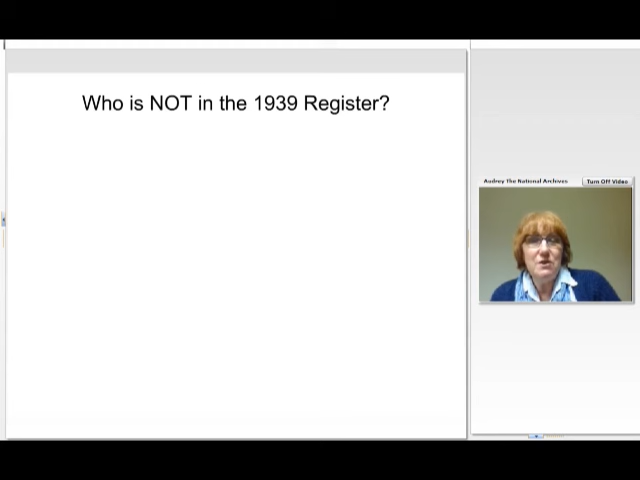 Who is NOT in the 1939 Register?
Audrey The National Archives
Turn Off Video